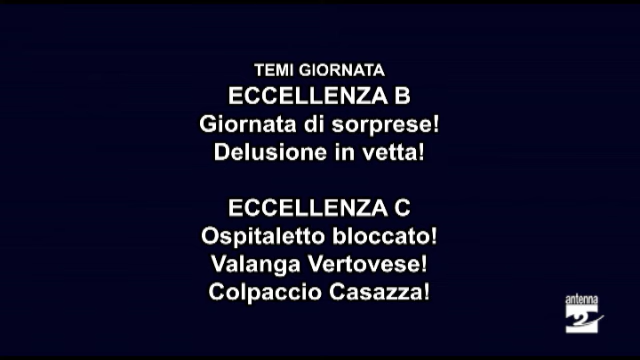 TEMI GIORNATA
ECCELLENZA B
Giornata di sorprese!
Delusione in vetta!
ECCELLENZA C
Ospitaletto bloccato!
Valanga Vertovese!
Colpaccio Casazza!
antenna
2